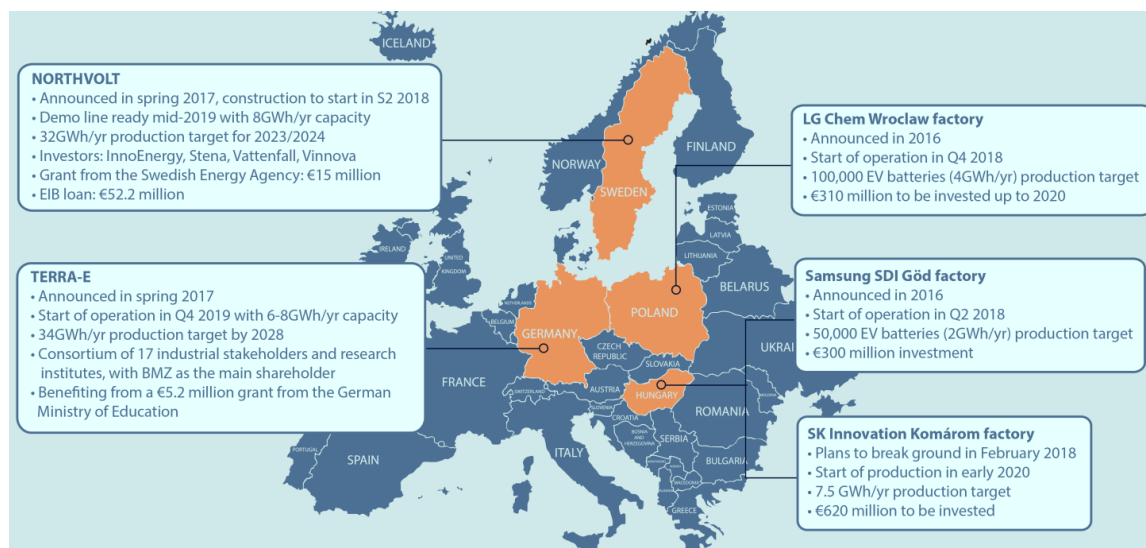 ICELAND
NORTHVOLT
• Announced in spring 2017, construction to start in S2 2018
• Demo line ready mid-2019 with 8GWh/yr capacity
• 32GWh/yr production target for 2023/2024
• Investors: InnoEnergy, Stena, Vattenfall, Vinnova
• Grant from the Swedish Energy Agency: €15 million
• EIB loan: €52.2 million
LG Chem Wroclaw factory
• Announced in 2016
• Start of operation in Q4 2018
• 100,000 EV batteries (4GWh/yr) production target
• €310 million to be invested up to 2020
NORWAY
SWEDEN
FINLAND
ESTONIA
LATVIA
LITHUANIA
IRELAND
UNITED
KINGDOM
TERRA-E
• Announced in spring 2017
• Start of operation in Q4 2019 with 6-8GWh/yr capacity
• 34GWh/yr production target by 2028
• Consortium of 17 industrial stakeholders and research
institutes, with BMZ as the main shareholder
• Benefiting from a €5.2 million grant from the German
Ministry of Education
Samsung SDI Göd factory
• Announced in 2016
• Start of operation in Q2 2018
• 50,000 EV batteries (2GWh/yr) production target
• €300 million investment
NETHERLANDS
BELGIUM
GERMANY
POLAND
BELARUS
UKRAI
CZECH
REPUBLIC
SLOVAKIA
FRANCE
SWITZERLAND
AUSTRIA
HUNGARY
SLOVENIA
CROATIA
ROMANIA
MOLDOVA
BOSNIA
AND
HERZEGOVINA
SERBIA
BULGARIA
MACEDONIA
PORTUGAL
SPAIN
ITALY
GREECE
SK Innovation Komárom factory
• Plans to break ground in February 2018
• Start of production in early 2020
• 7.5 GWh/yr production target
• €620 million to be invested